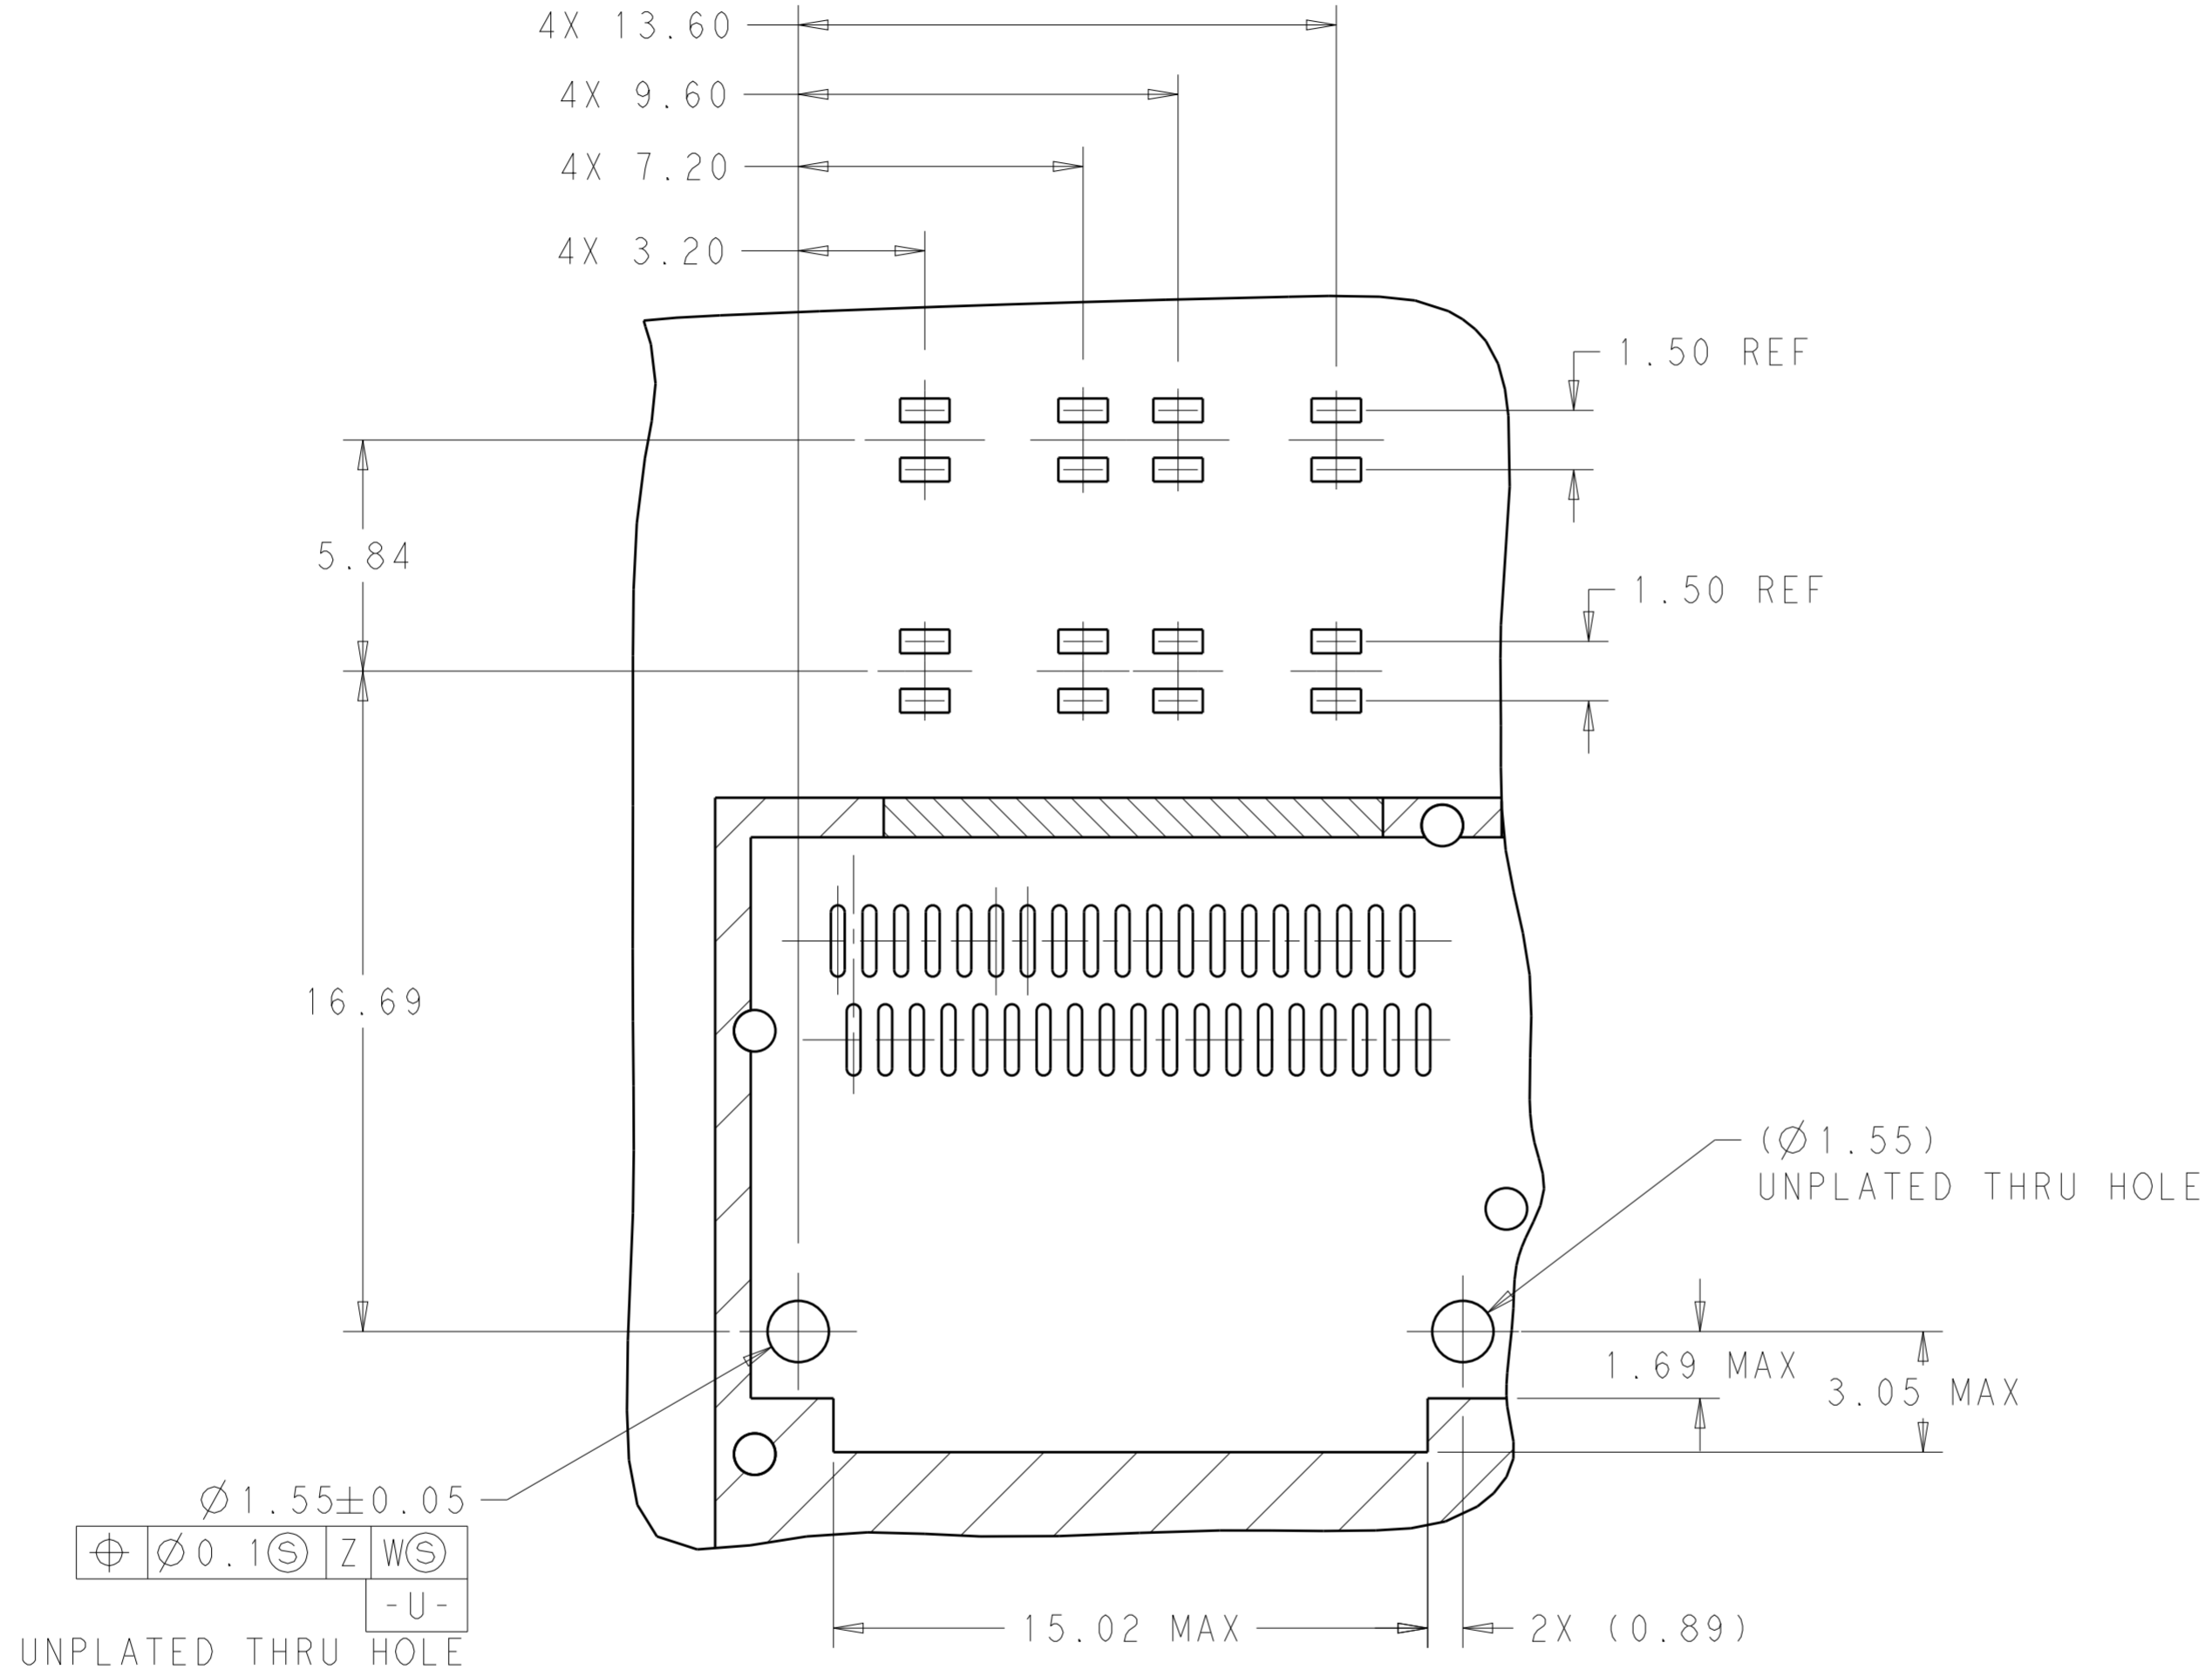 4X 13.60
4X 9.60
4X 7.20
4X 3.20
1.50 REF
5.84
1.50 REF
16.69
(Ø1.55)
UNPLATED THRU HOLE
1.69 MAX
3.05 MAX
Ø1.55±0.05
⌖ Ø0.1Ⓢ Z WⓈ
-U-
UNPLATED THRU HOLE
15.02 MAX
2X (0.89)